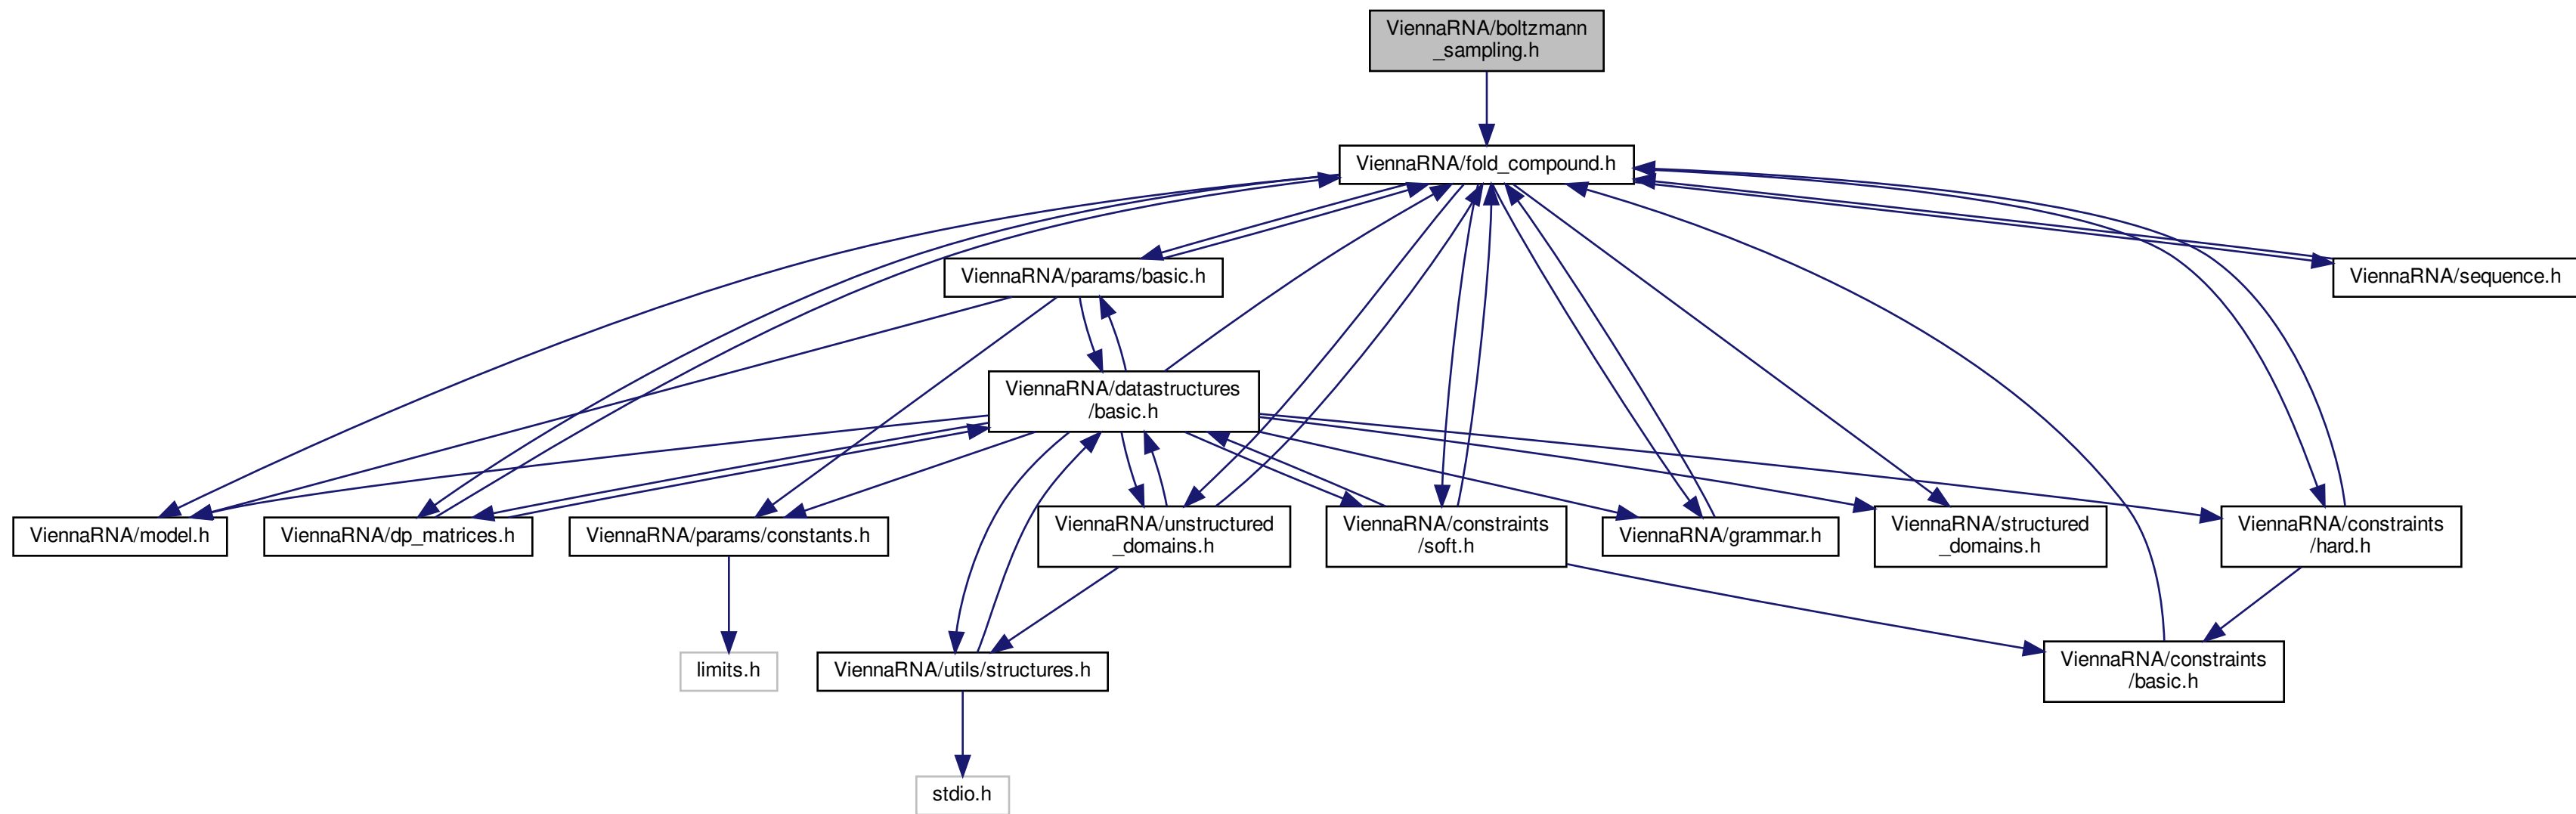 ViennaRNA/boltzmann
_sampling.h
ViennaRNA/fold_compound.h
ViennaRNA/params/basic.h
ViennaRNA/sequence.h
ViennaRNA/datastructures
/basic.h
ViennaRNA/model.h
ViennaRNA/dp_matrices.h
ViennaRNA/params/constants.h
ViennaRNA/unstructured
_domains.h
ViennaRNA/constraints
/soft.h
ViennaRNA/grammar.h
ViennaRNA/structured
_domains.h
ViennaRNA/constraints
/hard.h
limits.h
ViennaRNA/utils/structures.h
ViennaRNA/constraints
/basic.h
stdio.h